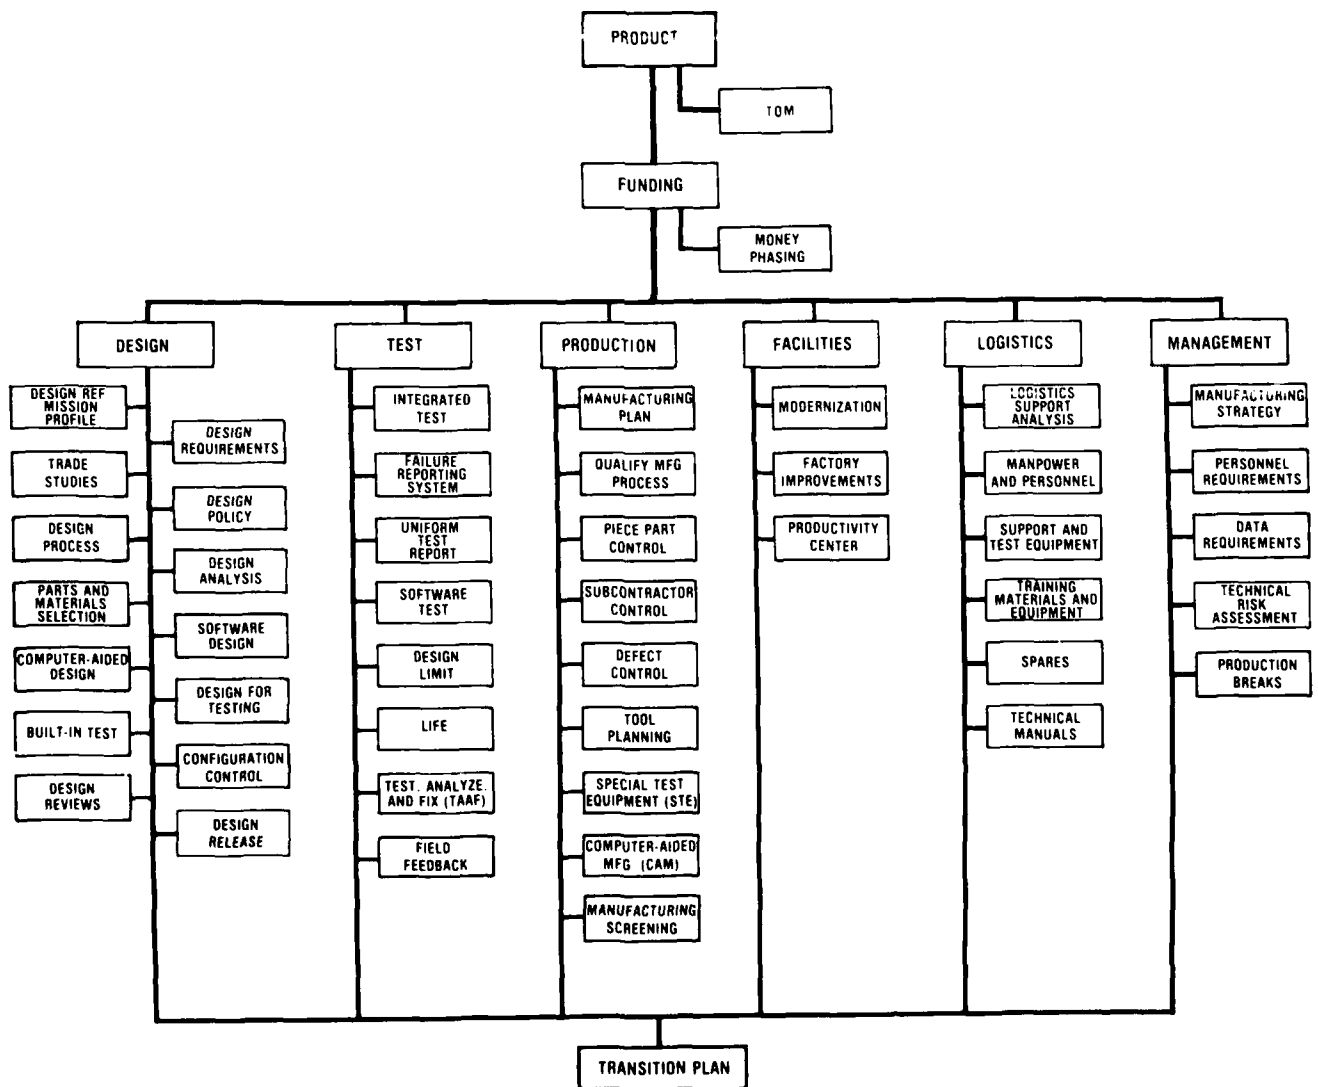 PRODUCT
TQM
FUNDING
MONEY
PHASING
DESIGN
TEST
PRODUCTION
FACILITIES
LOGISTICS
MANAGEMENT
DESIGN REF
MISSION
PROFILE
DESIGN
REQUIREMENTS
TRADE
STUDIES
DESIGN
POLICY
DESIGN
PROCESS
DESIGN
ANALYSIS
PARTS AND
MATERIALS
SELECTION
SOFTWARE
DESIGN
COMPUTER-AIDED
DESIGN
DESIGN FOR
TESTING
BUILT-IN TEST
CONFIGURATION
CONTROL
DESIGN
REVIEWS
DESIGN
RELEASE
INTEGRATED
TEST
FAILURE
REPORTING
SYSTEM
UNIFORM
TEST
REPORT
SOFTWARE
TEST
DESIGN
LIMIT
LIFE
TEST, ANALYZE,
AND FIX (TAAF)
FIELD
FEEDBACK
MANUFACTURING
PLAN
QUALIFY MFG
PROCESS
PIECE PART
CONTROL
SUBCONTRACTOR
CONTROL
DEFECT
CONTROL
TOOL
PLANNING
SPECIAL TEST
EQUIPMENT (STE)
COMPUTER-AIDED
MFG (CAM)
MANUFACTURING
SCREENING
MODERNIZATION
FACTORY
IMPROVEMENTS
PRODUCTIVITY
CENTER
LOGISTICS
SUPPORT
ANALYSIS
MANPOWER
AND PERSONNEL
SUPPORT AND
TEST EQUIPMENT
TRAINING
MATERIALS AND
EQUIPMENT
SPARES
TECHNICAL
MANUALS
MANUFACTURING
STRATEGY
PERSONNEL
REQUIREMENTS
DATA
REQUIREMENTS
TECHNICAL
RISK
ASSESSMENT
PRODUCTION
BREAKS
TRANSITION PLAN